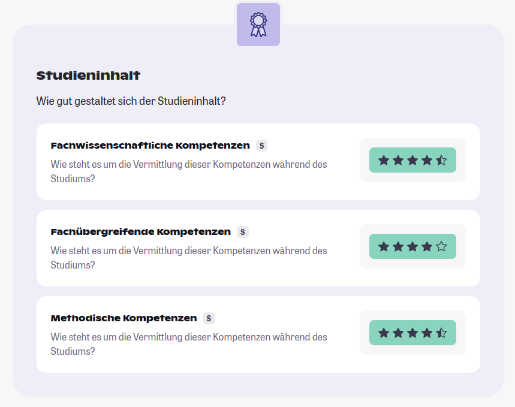 Studieninhalt
Wie gut gestaltet sich der Studieninhalt?
Fachwissenschaftliche Kompetenzen S
Wie steht es um die Vermittlung dieser Kompetenzen während des
Studiums?
Fachübergreifende Kompetenzen S
Wie steht es um die Vermittlung dieser Kompetenzen während des
Studiums?
Methodische Kompetenzen S
Wie steht es um die Vermittlung dieser Kompetenzen während des
Studiums?